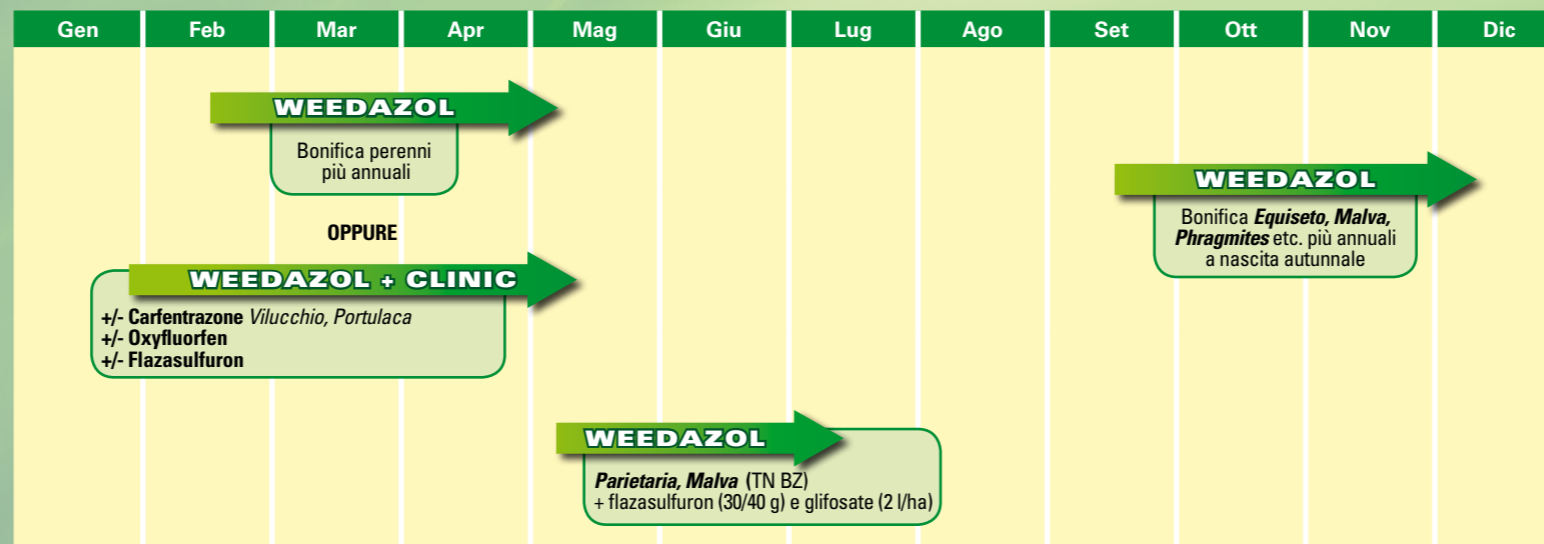 Gen Feb Mar Apr Mag Giu Lug Ago Set Ott Nov Dic
WEEDAZOL
Bonifica perenni
più annuali
WEEDAZOL
Bonifica Equiseto, Malva,
Phragmites etc. più annuali
a nascita autunnale
OPPURE
WEEDAZOL + CLINIC
+/- Carfentrazone Vilucchio, Portulaca
+/- Oxyfluorfen
+/- Flazasulfuron
WEEDAZOL
Parietaria, Malva (TN BZ)
+ flazasulfuron (30/40 g) e glifosate (2 l/ha)